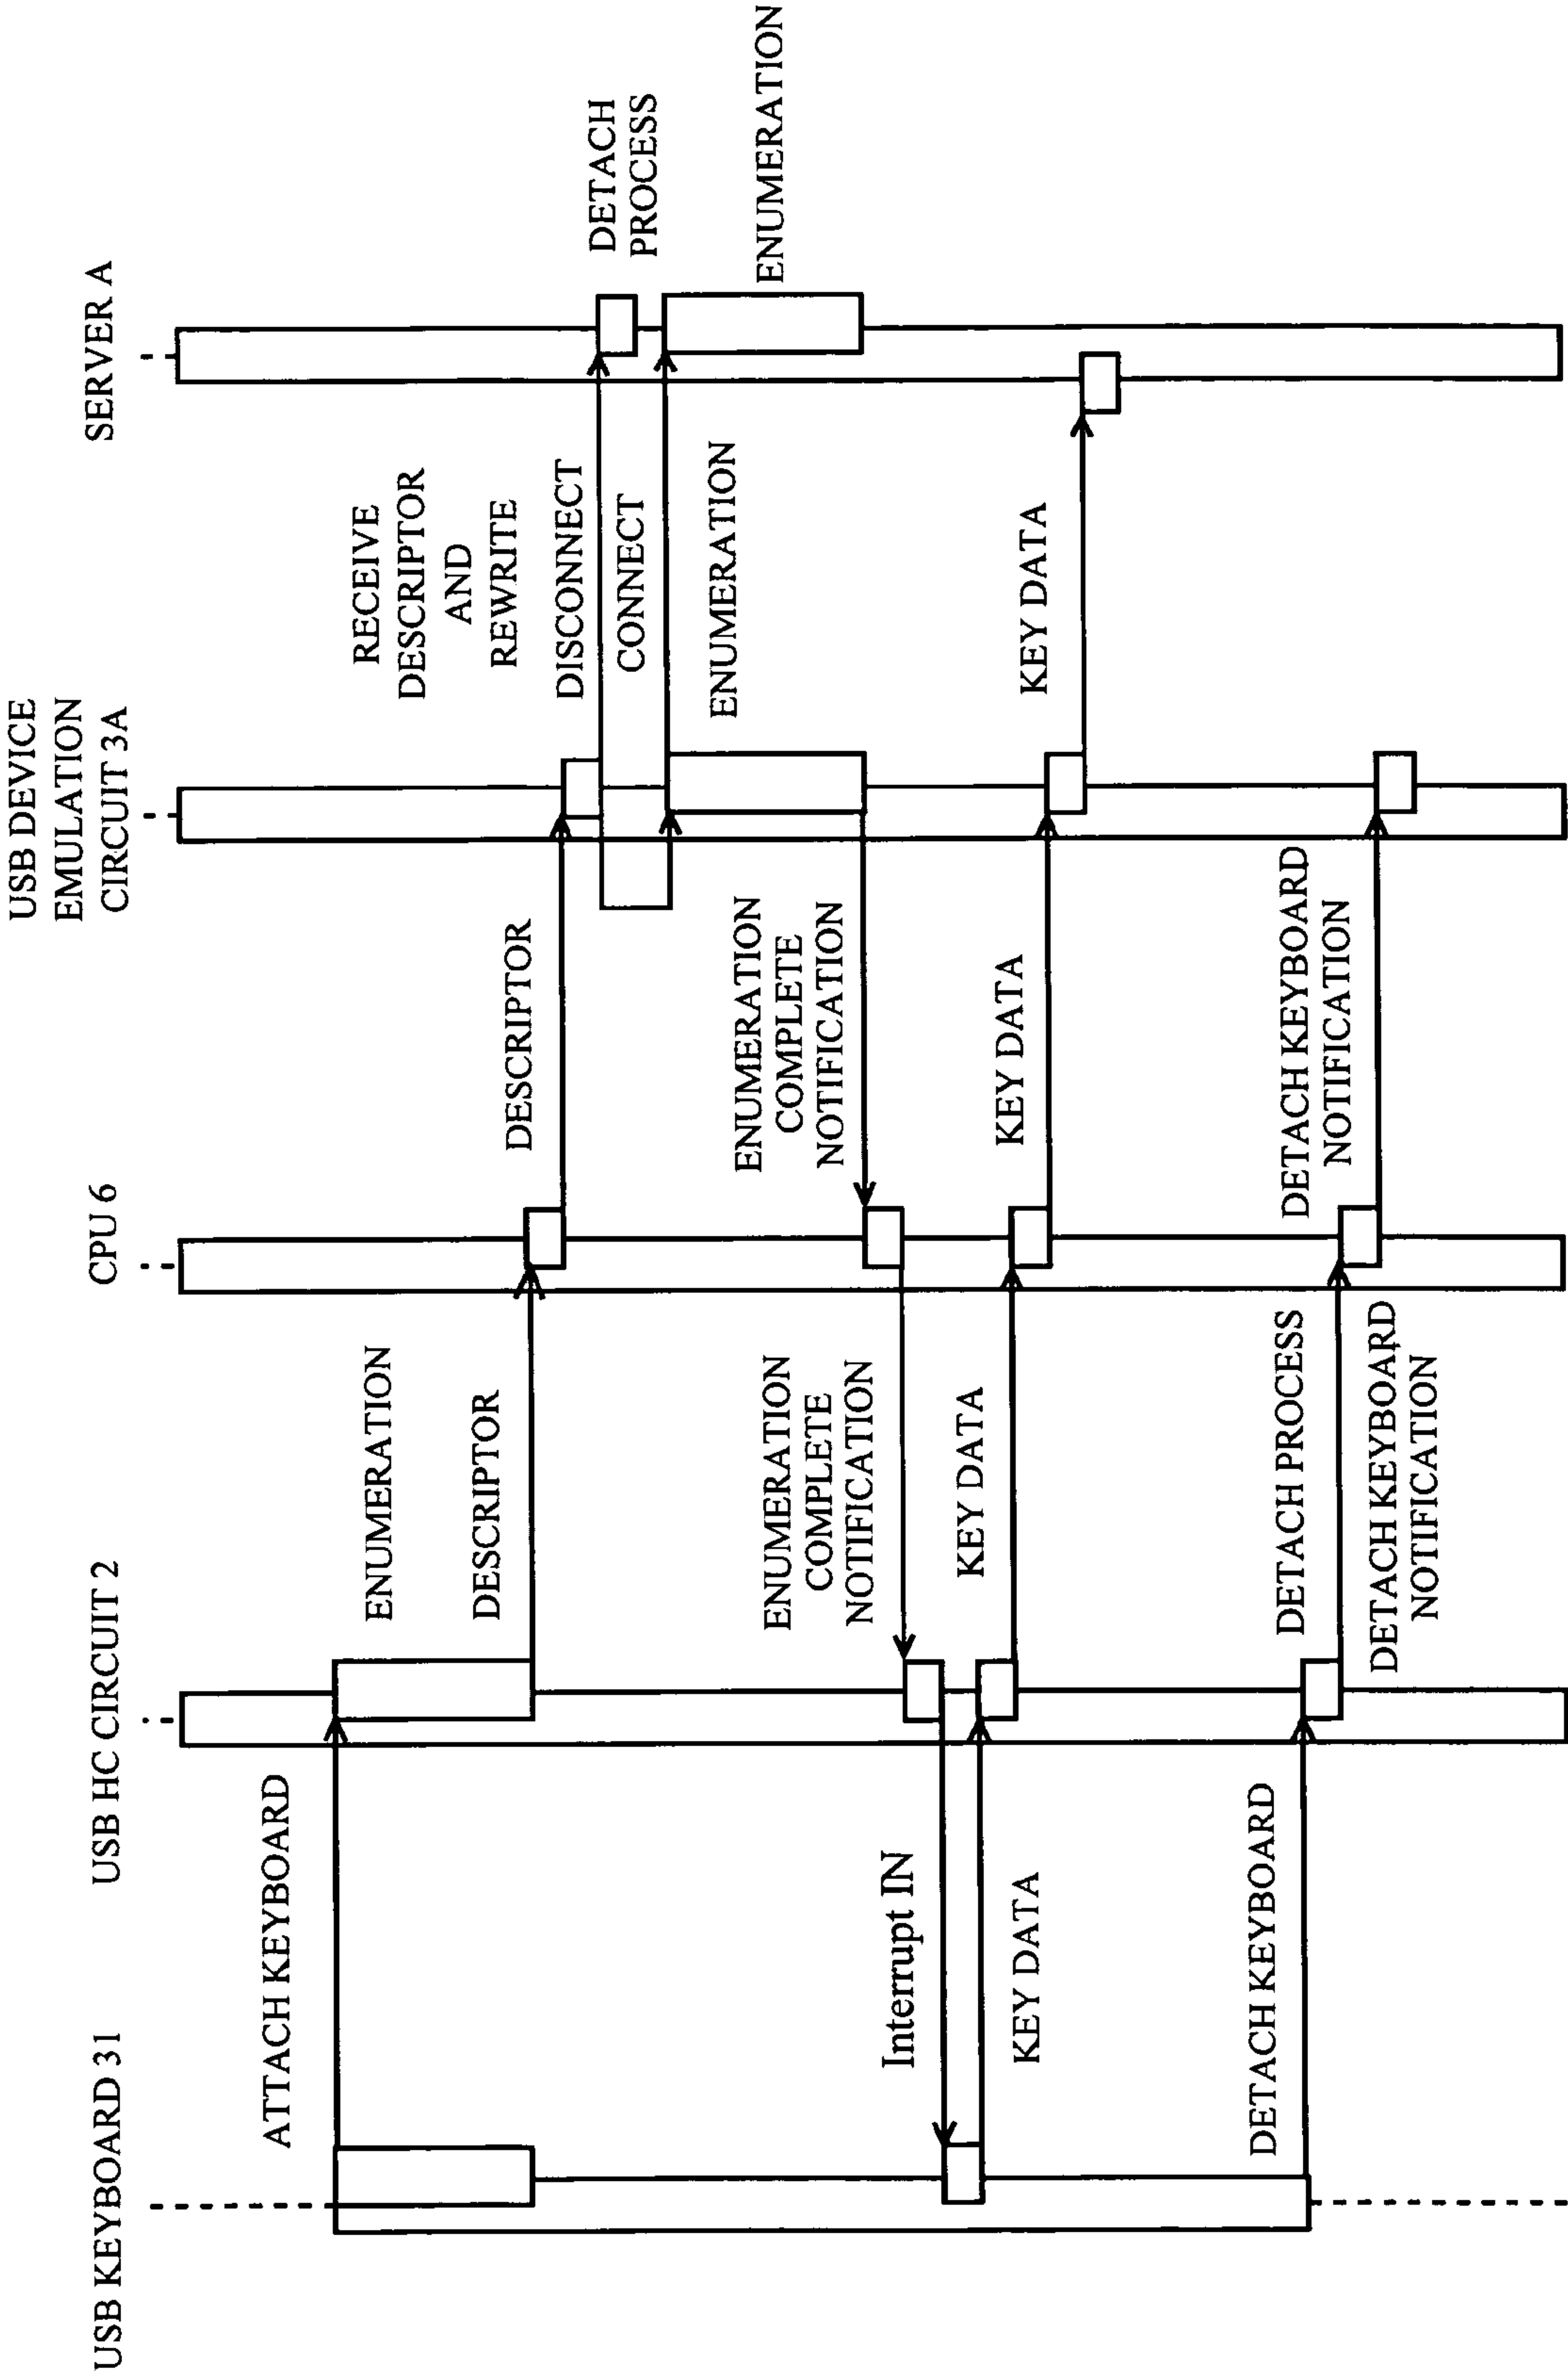 USB KEYBOARD 31
USB HC CIRCUIT 2
CPU 6
USB DEVICE
EMULATION
CIRCUIT 3A
SERVER A
ATTACH KEYBOARD
ENUMERATION
DESCRIPTOR
DESCRIPTOR
RECEIVE
DESCRIPTOR
AND
REWRITE
DISCONNECT
CONNECT
DETACH
PROCESS
ENUMERATION
ENUMERATION
ENUMERATION
COMPLETE
NOTIFICATION
ENUMERATION
COMPLETE
NOTIFICATION
Interrupt IN
KEY DATA
KEY DATA
KEY DATA
KEY DATA
DETACH KEYBOARD
DETACH PROCESS
DETACH KEYBOARD
NOTIFICATION
DETACH KEYBOARD
NOTIFICATION